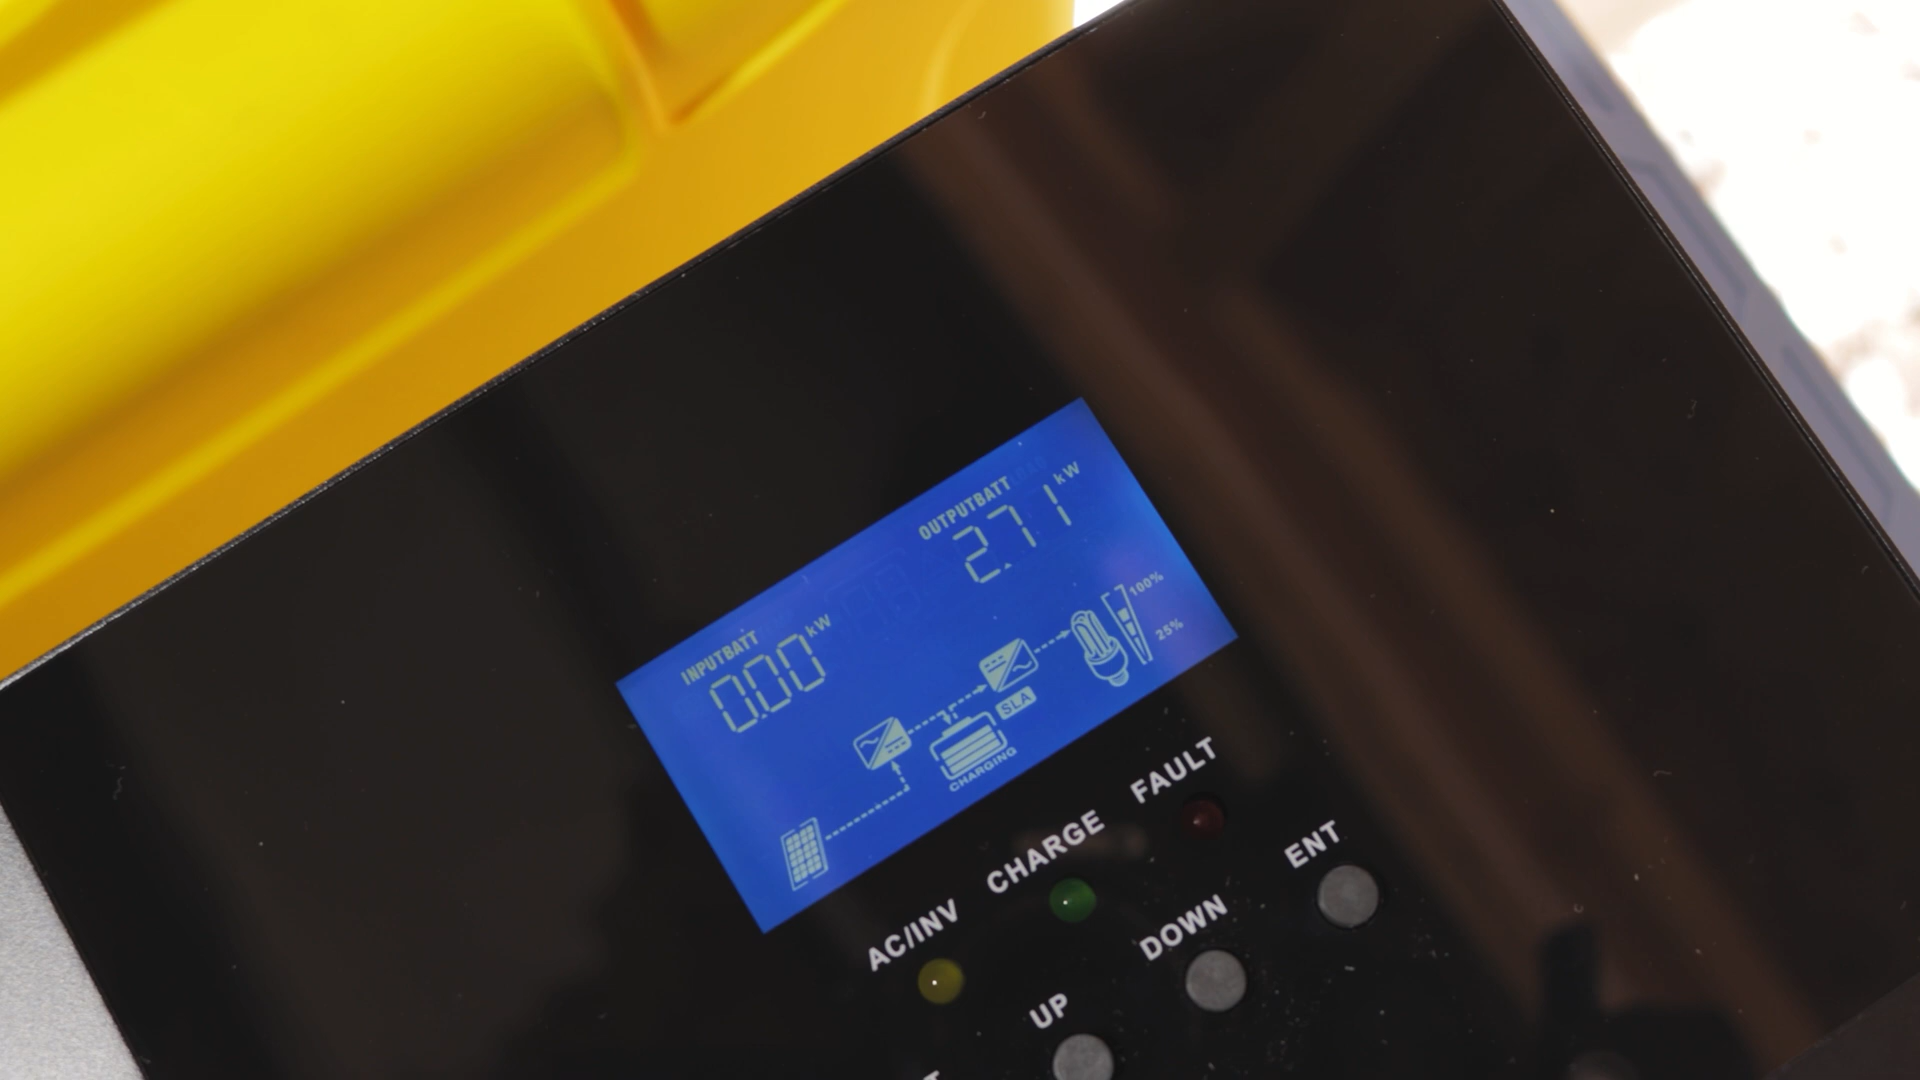 OUTPUTBATT
2.71 kW
INPUTBATT
0.00 kW
100%
25%
SLA
CHARGING
AC/INV
CHARGE
FAULT
UP
DOWN
ENT